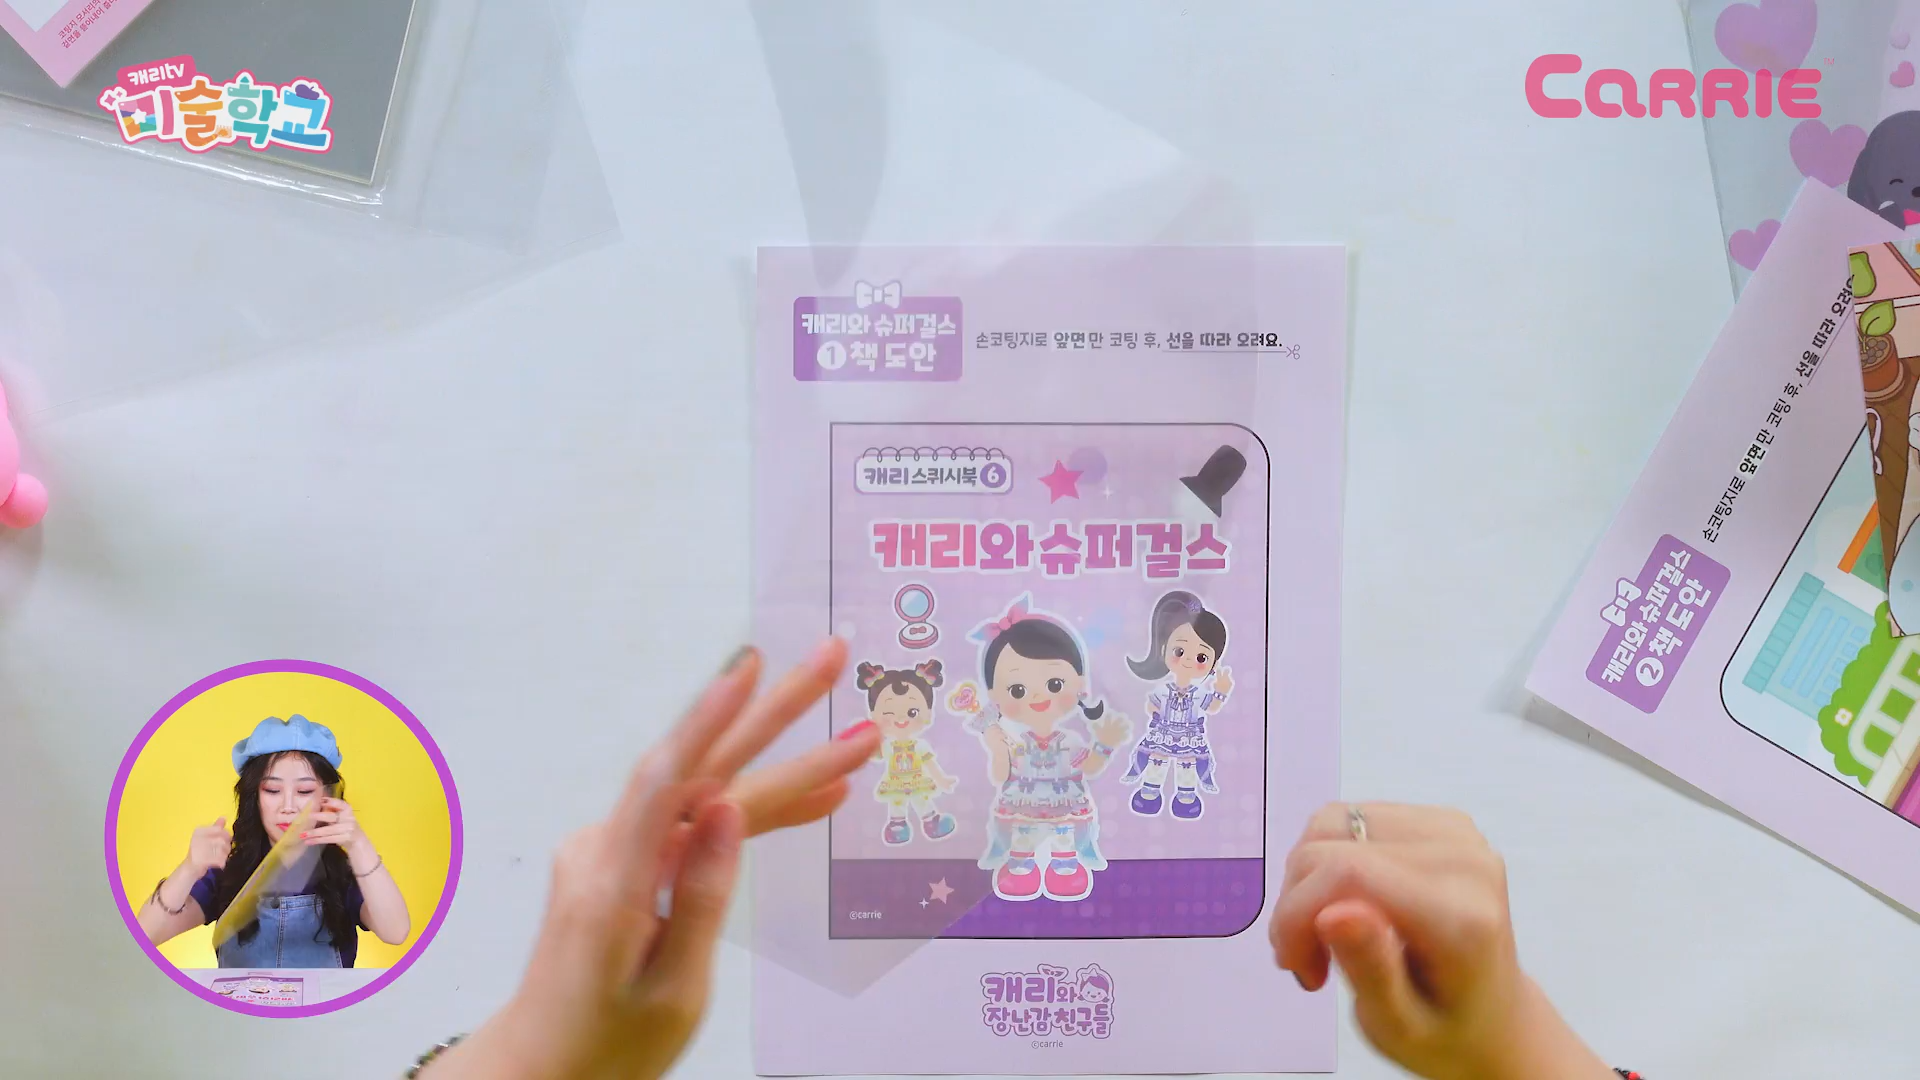 캐리tv
미술학교
CARRIE
캐리와 슈퍼걸스
1 책 도안
손코팅지로 앞면만 코팅 후, 선을 따라 오려요.
캐리 스퀴시북 6
캐리와 슈퍼걸스
©carrie
캐리와
장난감 친구들
©carrie
손코팅지로 앞면만 코팅 후, 선을 따라 오려
캐리와 슈퍼걸스
2 책 도안